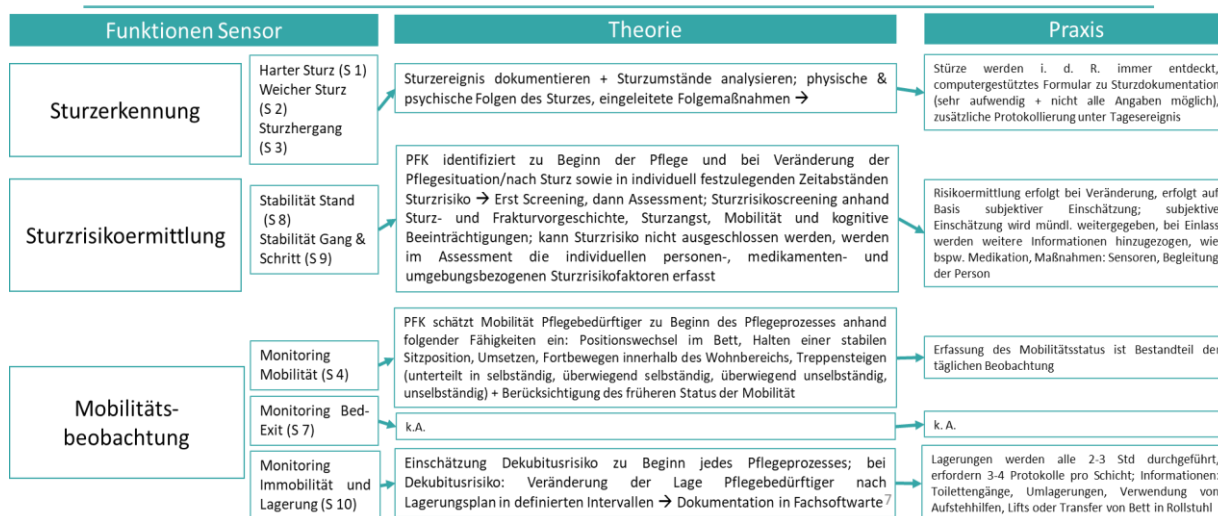 Funktionen Sensor
Theorie
Praxis
Sturzerkennung
Harter Sturz (S 1)
Weicher Sturz
(S 2)
Sturzhergang
(S 3)
Sturzereignis dokumentieren + Sturzumstände analysieren; physische &
psychische Folgen des Sturzes, eingeleitete Folgemaßnahmen →
Stürze werden i. d. R. immer entdeckt,
computergestütztes Formular zu Sturzdokumentation
(sehr aufwendig + nicht alle Angaben möglich),
zusätzliche Protokollierung unter Tagesereignis
Sturzrisikoermittlung
Stabilität Stand
(S 8)
Stabilität Gang &
Schritt (S 9)
PFK identifiziert zu Beginn der Pflege und bei Veränderung der
Pflegesituation/nach Sturz sowie in individuell festzulegenden Zeitabständen
Sturzrisiko → Erst Screening, dann Assessment; Sturzrisikoscreening anhand
Sturz- und Frakturvorgeschichte, Sturzangst, Mobilität und kognitive
Beeinträchtigungen; kann Sturzrisiko nicht ausgeschlossen werden, werden
im Assessment die individuellen personen-, medikamenten- und
umgebungsbezogenen Sturzrisikofaktoren erfasst
Risikoermittlung erfolgt bei Veränderung, erfolgt auf
Basis subjektiver Einschätzung; subjektive
Einschätzung wird mündl. weitergegeben, bei Einlass
werden weitere Informationen hinzugezogen, wie
bspw. Medikation, Maßnahmen: Sensoren, Begleitung
der Person
Mobilitäts-
beobachtung
Monitoring
Mobilität (S 4)
PFK schätzt Mobilität Pflegebedürftiger zu Beginn des Pflegeprozesses anhand
folgender Fähigkeiten ein: Positionswechsel im Bett, Halten einer stabilen
Sitzposition, Umsetzen, Fortbewegen innerhalb des Wohnbereichs, Treppensteigen
(unterteilt in selbständig, überwiegend selbständig, überwiegend unselbständig,
unselbständig) + Berücksichtigung des früheren Status der Mobilität
Erfassung des Mobilitätsstatus ist Bestandteil der
täglichen Beobachtung
Monitoring Bed-
Exit (S 7)
k.A.
k. A.
Monitoring
Immobilität und
Lagerung (S 10)
Einschätzung Dekubitusrisiko zu Beginn jedes Pflegeprozesses; bei
Dekubitusrisiko: Veränderung der Lage Pflegebedürftiger nach
Lagerungsplan in definierten Intervallen → Dokumentation in Fachsoftware
7
Lagerungen werden alle 2-3 Std durchgeführt,
erfordern 3-4 Protokolle pro Schicht; Informationen:
Toilettengänge, Umlagerungen, Verwendung von
Aufstehhilfen, Lifts oder Transfer von Bett in Rollstuhl